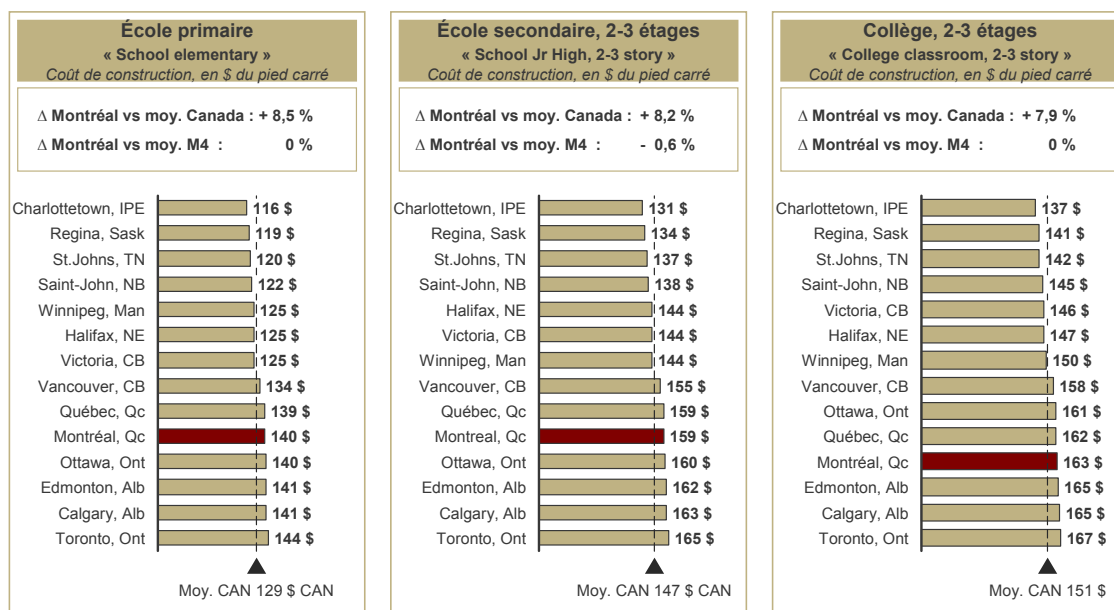 École primaire
« School elementary »
Coût de construction, en $ du pied carré
∆ Montréal vs moy. Canada : + 8,5 %
∆ Montréal vs moy. M4 : 0 %
Charlottetown, IPE 116 $
Regina, Sask 119 $
St.Johns, TN 120 $
Saint-John, NB 122 $
Winnipeg, Man 125 $
Halifax, NE 125 $
Victoria, CB 125 $
Vancouver, CB 134 $
Québec, Qc 139 $
Montréal, Qc 140 $
Ottawa, Ont 140 $
Edmonton, Alb 141 $
Calgary, Alb 141 $
Toronto, Ont 144 $
Moy. CAN 129 $ CAN
École secondaire, 2-3 étages
« School Jr High, 2-3 story »
Coût de construction, en $ du pied carré
∆ Montréal vs moy. Canada : + 8,2 %
∆ Montréal vs moy. M4 : - 0,6 %
Charlottetown, IPE 131 $
Regina, Sask 134 $
St.Johns, TN 137 $
Saint-John, NB 138 $
Halifax, NE 144 $
Victoria, CB 144 $
Winnipeg, Man 144 $
Vancouver, CB 155 $
Québec, Qc 159 $
Montreal, Qc 159 $
Ottawa, Ont 160 $
Edmonton, Alb 162 $
Calgary, Alb 163 $
Toronto, Ont 165 $
Moy. CAN 147 $ CAN
Collège, 2-3 étages
« College classroom, 2-3 story »
Coût de construction, en $ du pied carré
∆ Montréal vs moy. Canada : + 7,9 %
∆ Montréal vs moy. M4 : 0 %
Charlottetown, IPE 137 $
Regina, Sask 141 $
St.Johns, TN 142 $
Saint-John, NB 145 $
Victoria, CB 146 $
Halifax, NE 147 $
Winnipeg, Man 150 $
Vancouver, CB 158 $
Ottawa, Ont 161 $
Québec, Qc 162 $
Montréal, Qc 163 $
Edmonton, Alb 165 $
Calgary, Alb 165 $
Toronto, Ont 167 $
Moy. CAN 151 $